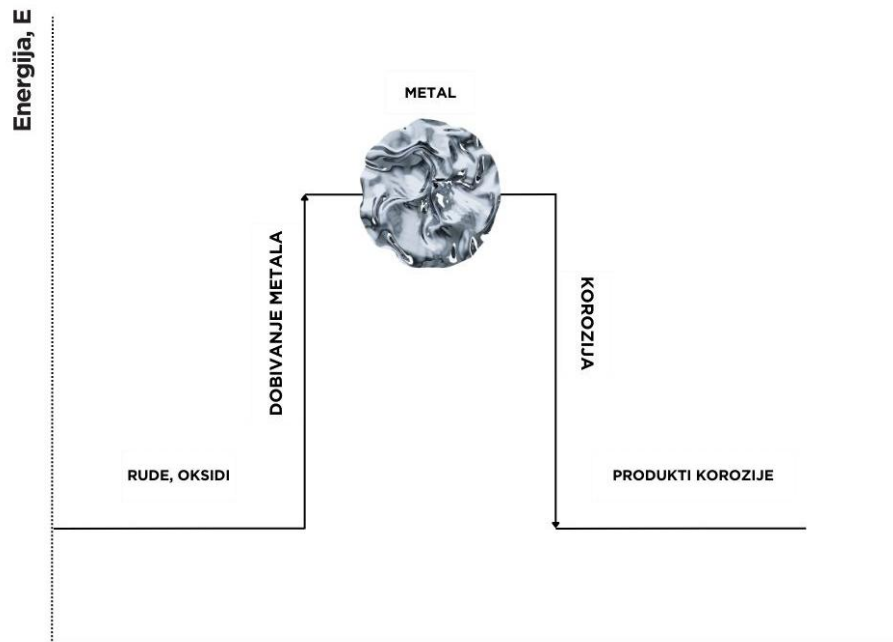 Energija, E
METAL
DOBIVANJE METALA
KOROZIJA
RUDE, OKSIDI
PRODUKTI KOROZIJE